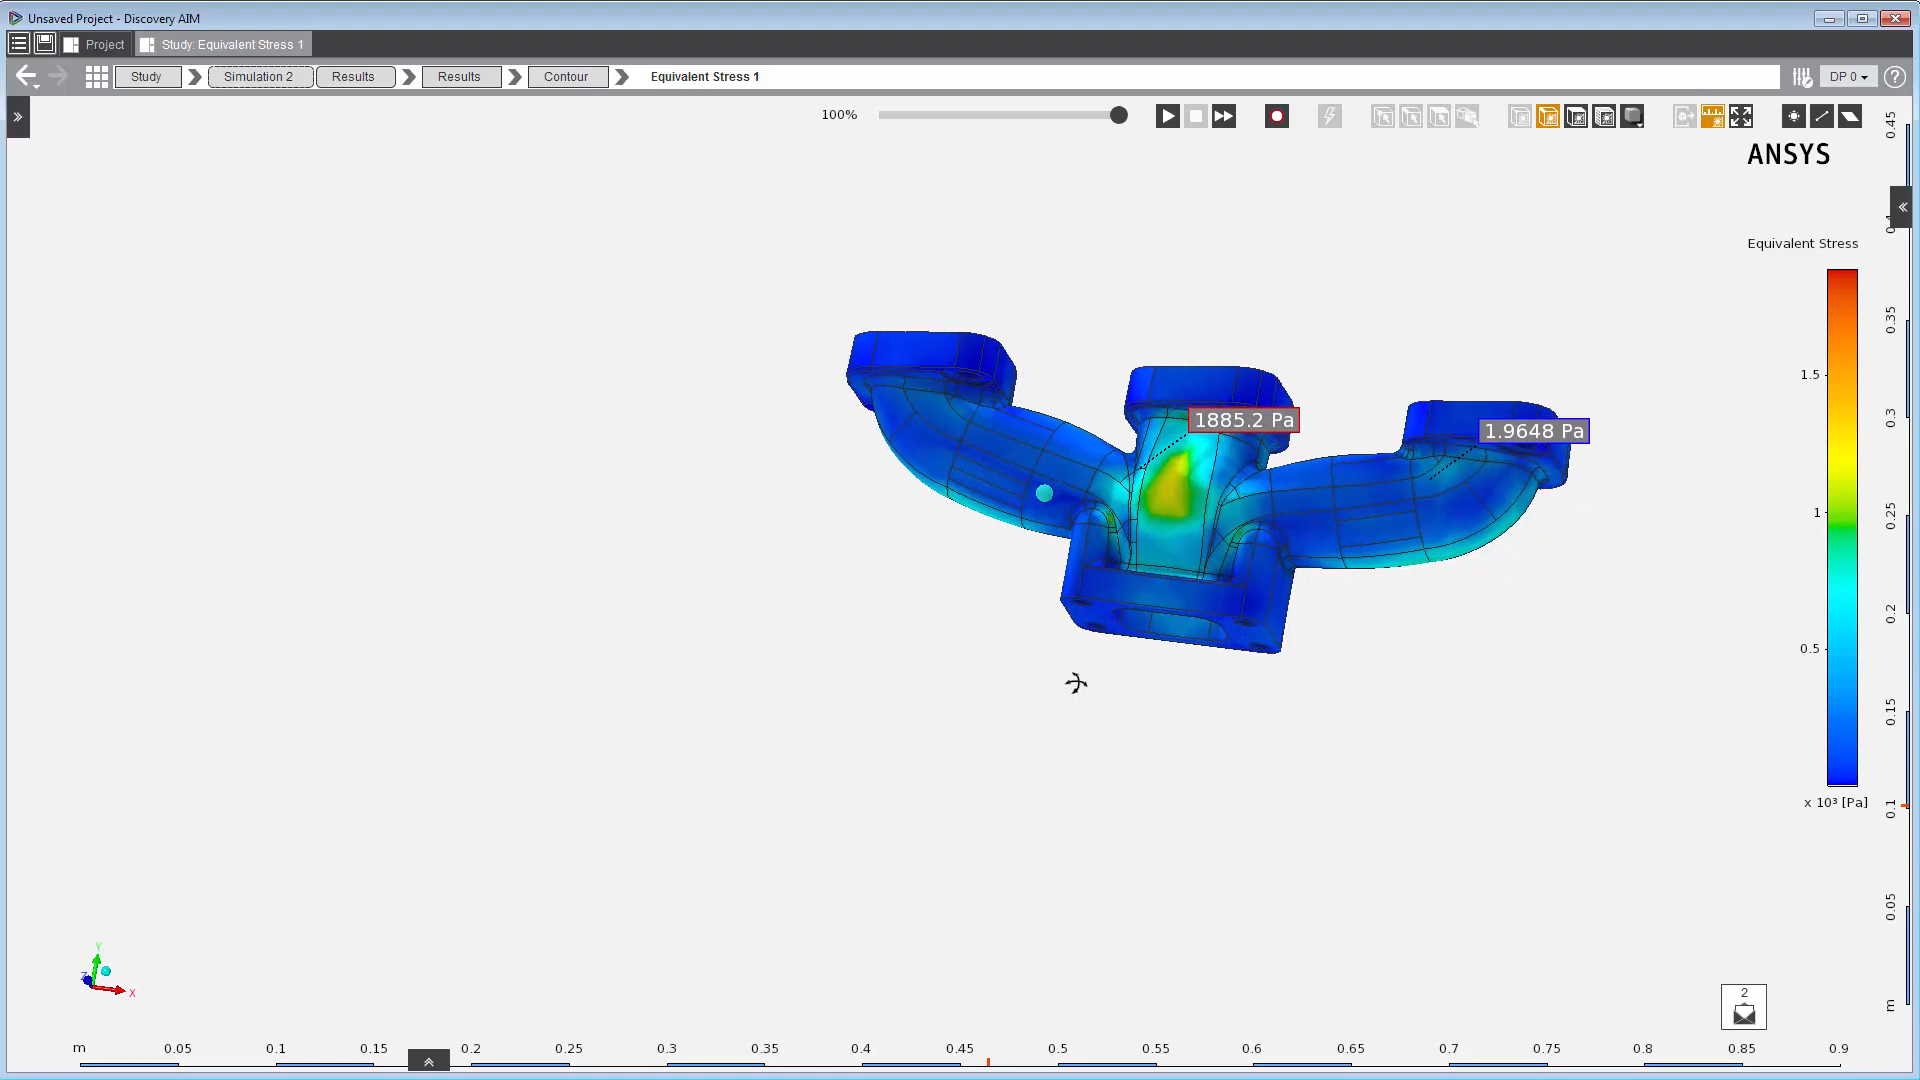 Unsaved Project - Discovery AIM
Project
Study: Equivalent Stress 1
Study
Simulation 2
Results
Results
Contour
Equivalent Stress 1
DP 0
100%
ANSYS
Equivalent Stress
1.5
1
0.5
x 10³ [Pa]
1885.2 Pa
1.9648 Pa
0.45
0.4
0.35
0.3
0.25
0.2
0.15
0.1
0.05
m
Y
Z
X
2
m
0.05
0.1
0.15
0.2
0.25
0.3
0.35
0.4
0.45
0.5
0.55
0.6
0.65
0.7
0.75
0.8
0.85
0.9